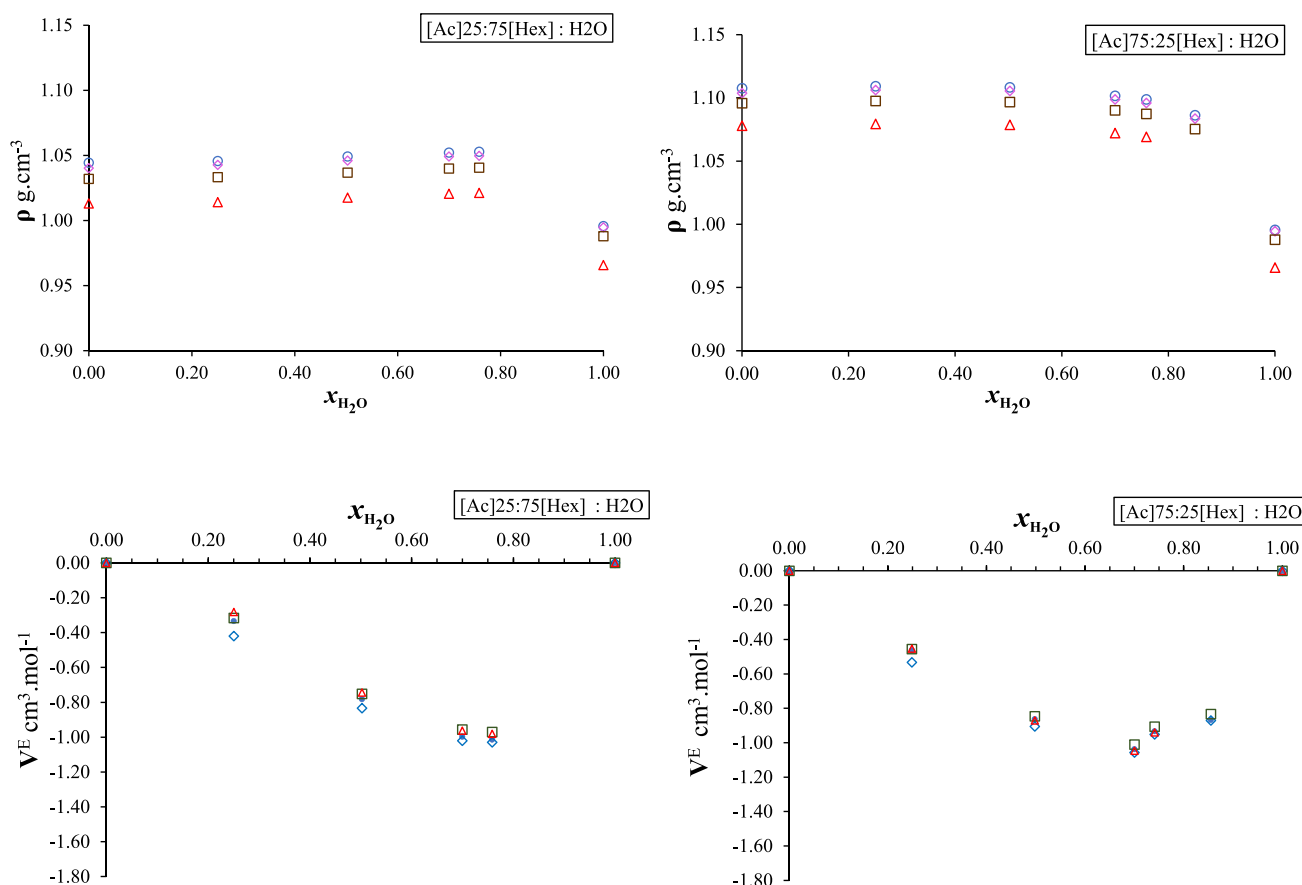 [Ac]25:75[Hex] : H2O
1.15
1.10
1.05
1.00
0.95
0.90
ρ g.cm-3
0.00 0.20 0.40 0.60 0.80 1.00
xH2O
[Ac]75:25[Hex] : H2O
1.15
1.10
1.05
1.00
0.95
0.90
ρ g.cm-3
0.00 0.20 0.40 0.60 0.80 1.00
xH2O
[Ac]25:75[Hex] : H2O
xH2O
0.00 0.20 0.40 0.60 0.80 1.00
0.00
-0.20
-0.40
-0.60
-0.80
-1.00
-1.20
-1.40
-1.60
-1.80
VE cm3.mol-1
[Ac]75:25[Hex] : H2O
xH2O
0.00 0.20 0.40 0.60 0.80 1.00
0.00
-0.20
-0.40
-0.60
-0.80
-1.00
-1.20
-1.40
-1.60
-1.80
VE cm3.mol-1